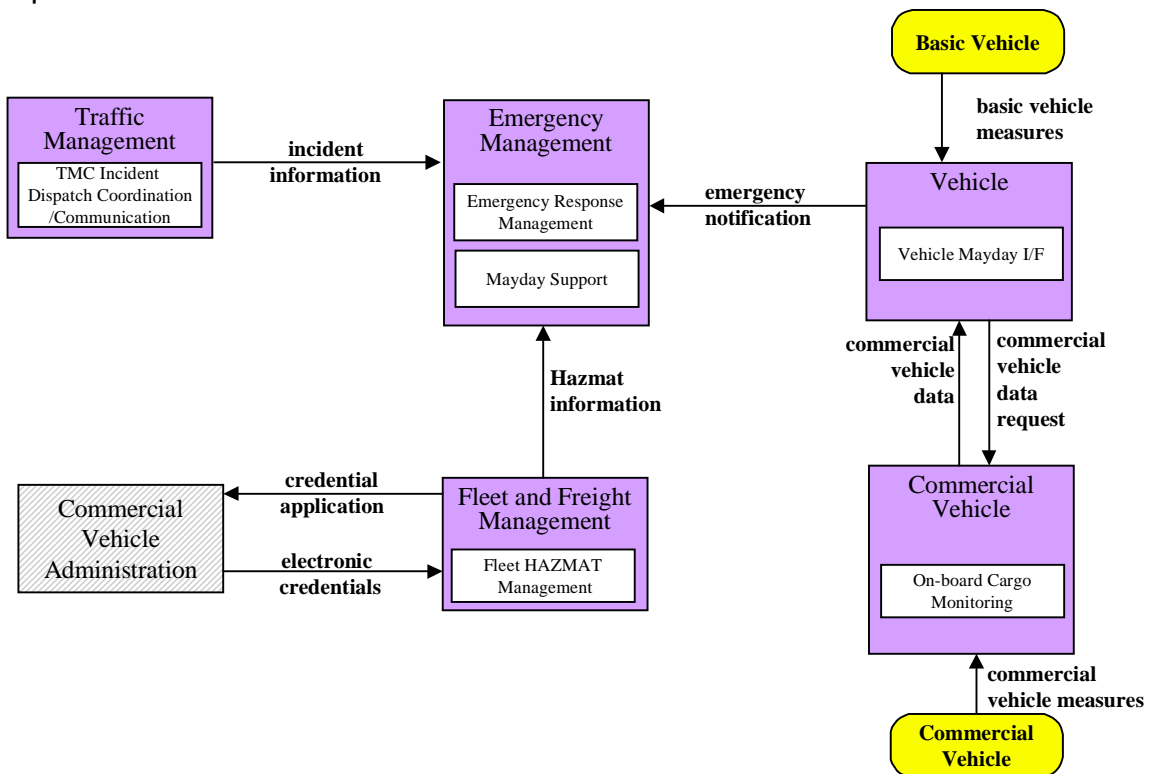 Basic Vehicle
basic vehicle
measures
Traffic
Management
TMC Incident
Dispatch Coordination
/Communication
incident
information
Emergency
Management
Emergency Response
Management
Mayday Support
emergency
notification
Vehicle
Vehicle Mayday I/F
commercial
vehicle
data
commercial
vehicle
data
request
Hazmat
information
Commercial
Vehicle
Administration
credential
application
electronic
credentials
Fleet and Freight
Management
Fleet HAZMAT
Management
Commercial
Vehicle
On-board Cargo
Monitoring
commercial
vehicle measures
Commercial
Vehicle